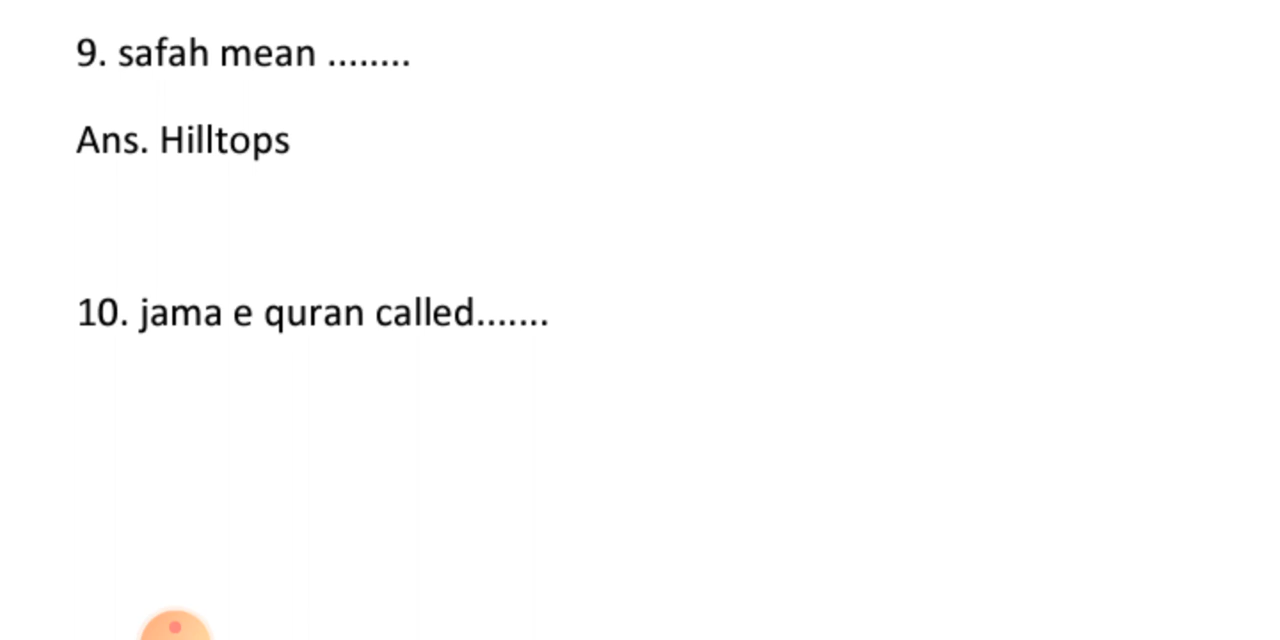 9. safah mean ........
Ans. Hilltops
10. jama e quran called.......